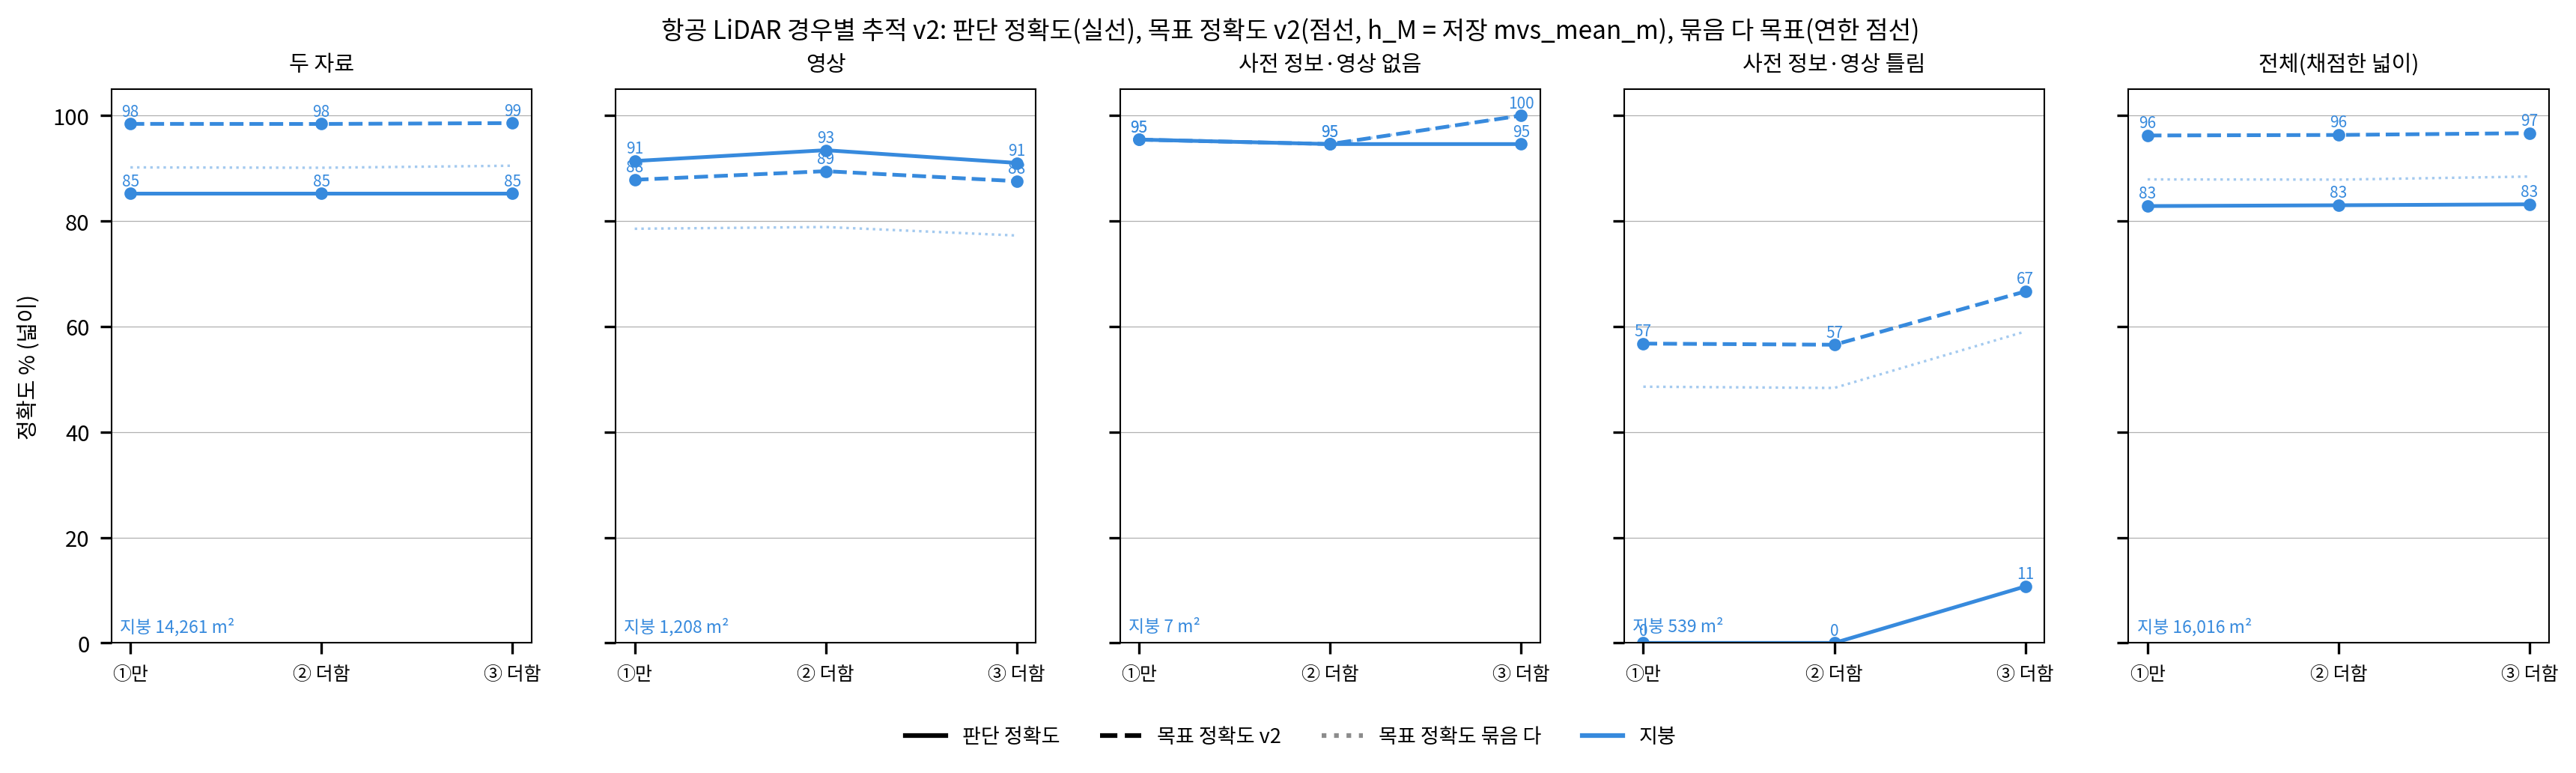 항공 LiDAR 경우별 추적 v2: 판단 정확도(실선), 목표 정확도 v2(점선, h_M = 저장 mvs_mean_m), 묶음 다 목표(연한 점선)
두 자료
영상
사전 정보·영상 없음
사전 정보·영상 틀림
전체(채점한 넓이)
정확도 % (넓이)
100
80
60
40
20
0
98 98 99
85 85 85
지붕 14,261 m²
①만 ② 더함 ③ 더함
91 93 91
88 89 88
지붕 1,208 m²
①만 ② 더함 ③ 더함
95 95 100
95 95 95
지붕 7 m²
①만 ② 더함 ③ 더함
57 57 67
0 0 11
지붕 539 m²
①만 ② 더함 ③ 더함
96 96 97
83 83 83
지붕 16,016 m²
①만 ② 더함 ③ 더함
판단 정확도 목표 정확도 v2 목표 정확도 묶음 다 지붕